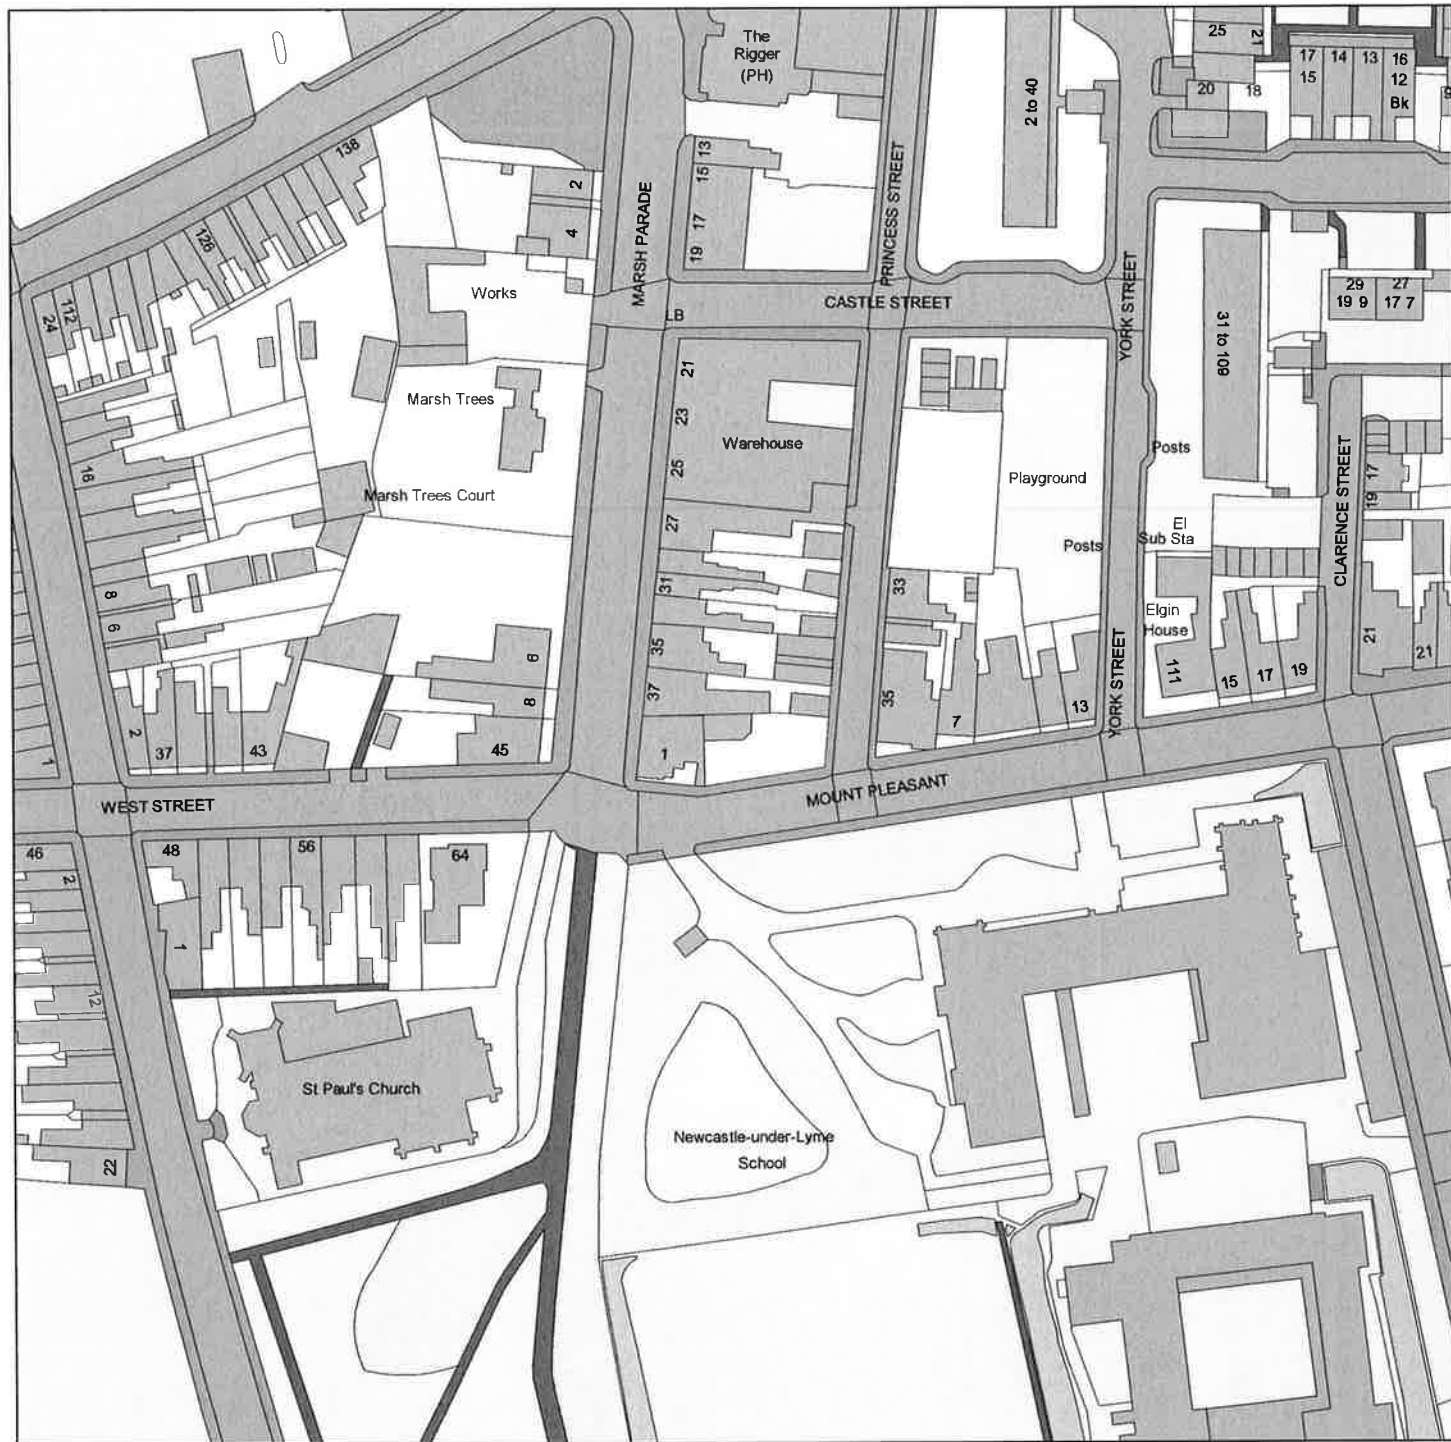 The
Rigger
(PH)
2 to 40
25
21
20
18
17
15
14
13
16
12
Bk
9
138
2
4
13
15
17
19
MARSH PARADE
PRINCESS STREET
128
112
24
Works
LB
CASTLE STREET
YORK STREET
31 to 109
29
27
19 9
17 7
Marsh Trees
21
23
Warehouse
25
16
Marsh Trees Court
Posts
Playground
CLARENCE STREET
17
19
El
Sub Sta
Posts
27
31
33
8
6
Elgin
House
35
6
37
8
35
7
13
YORK STREET
111
15
17
19
21
21
2
37
43
45
1
1
WEST STREET
MOUNT PLEASANT
46
2
48
56
64
1
12
St Paul's Church
22
Newcastle-under-Lyme
School